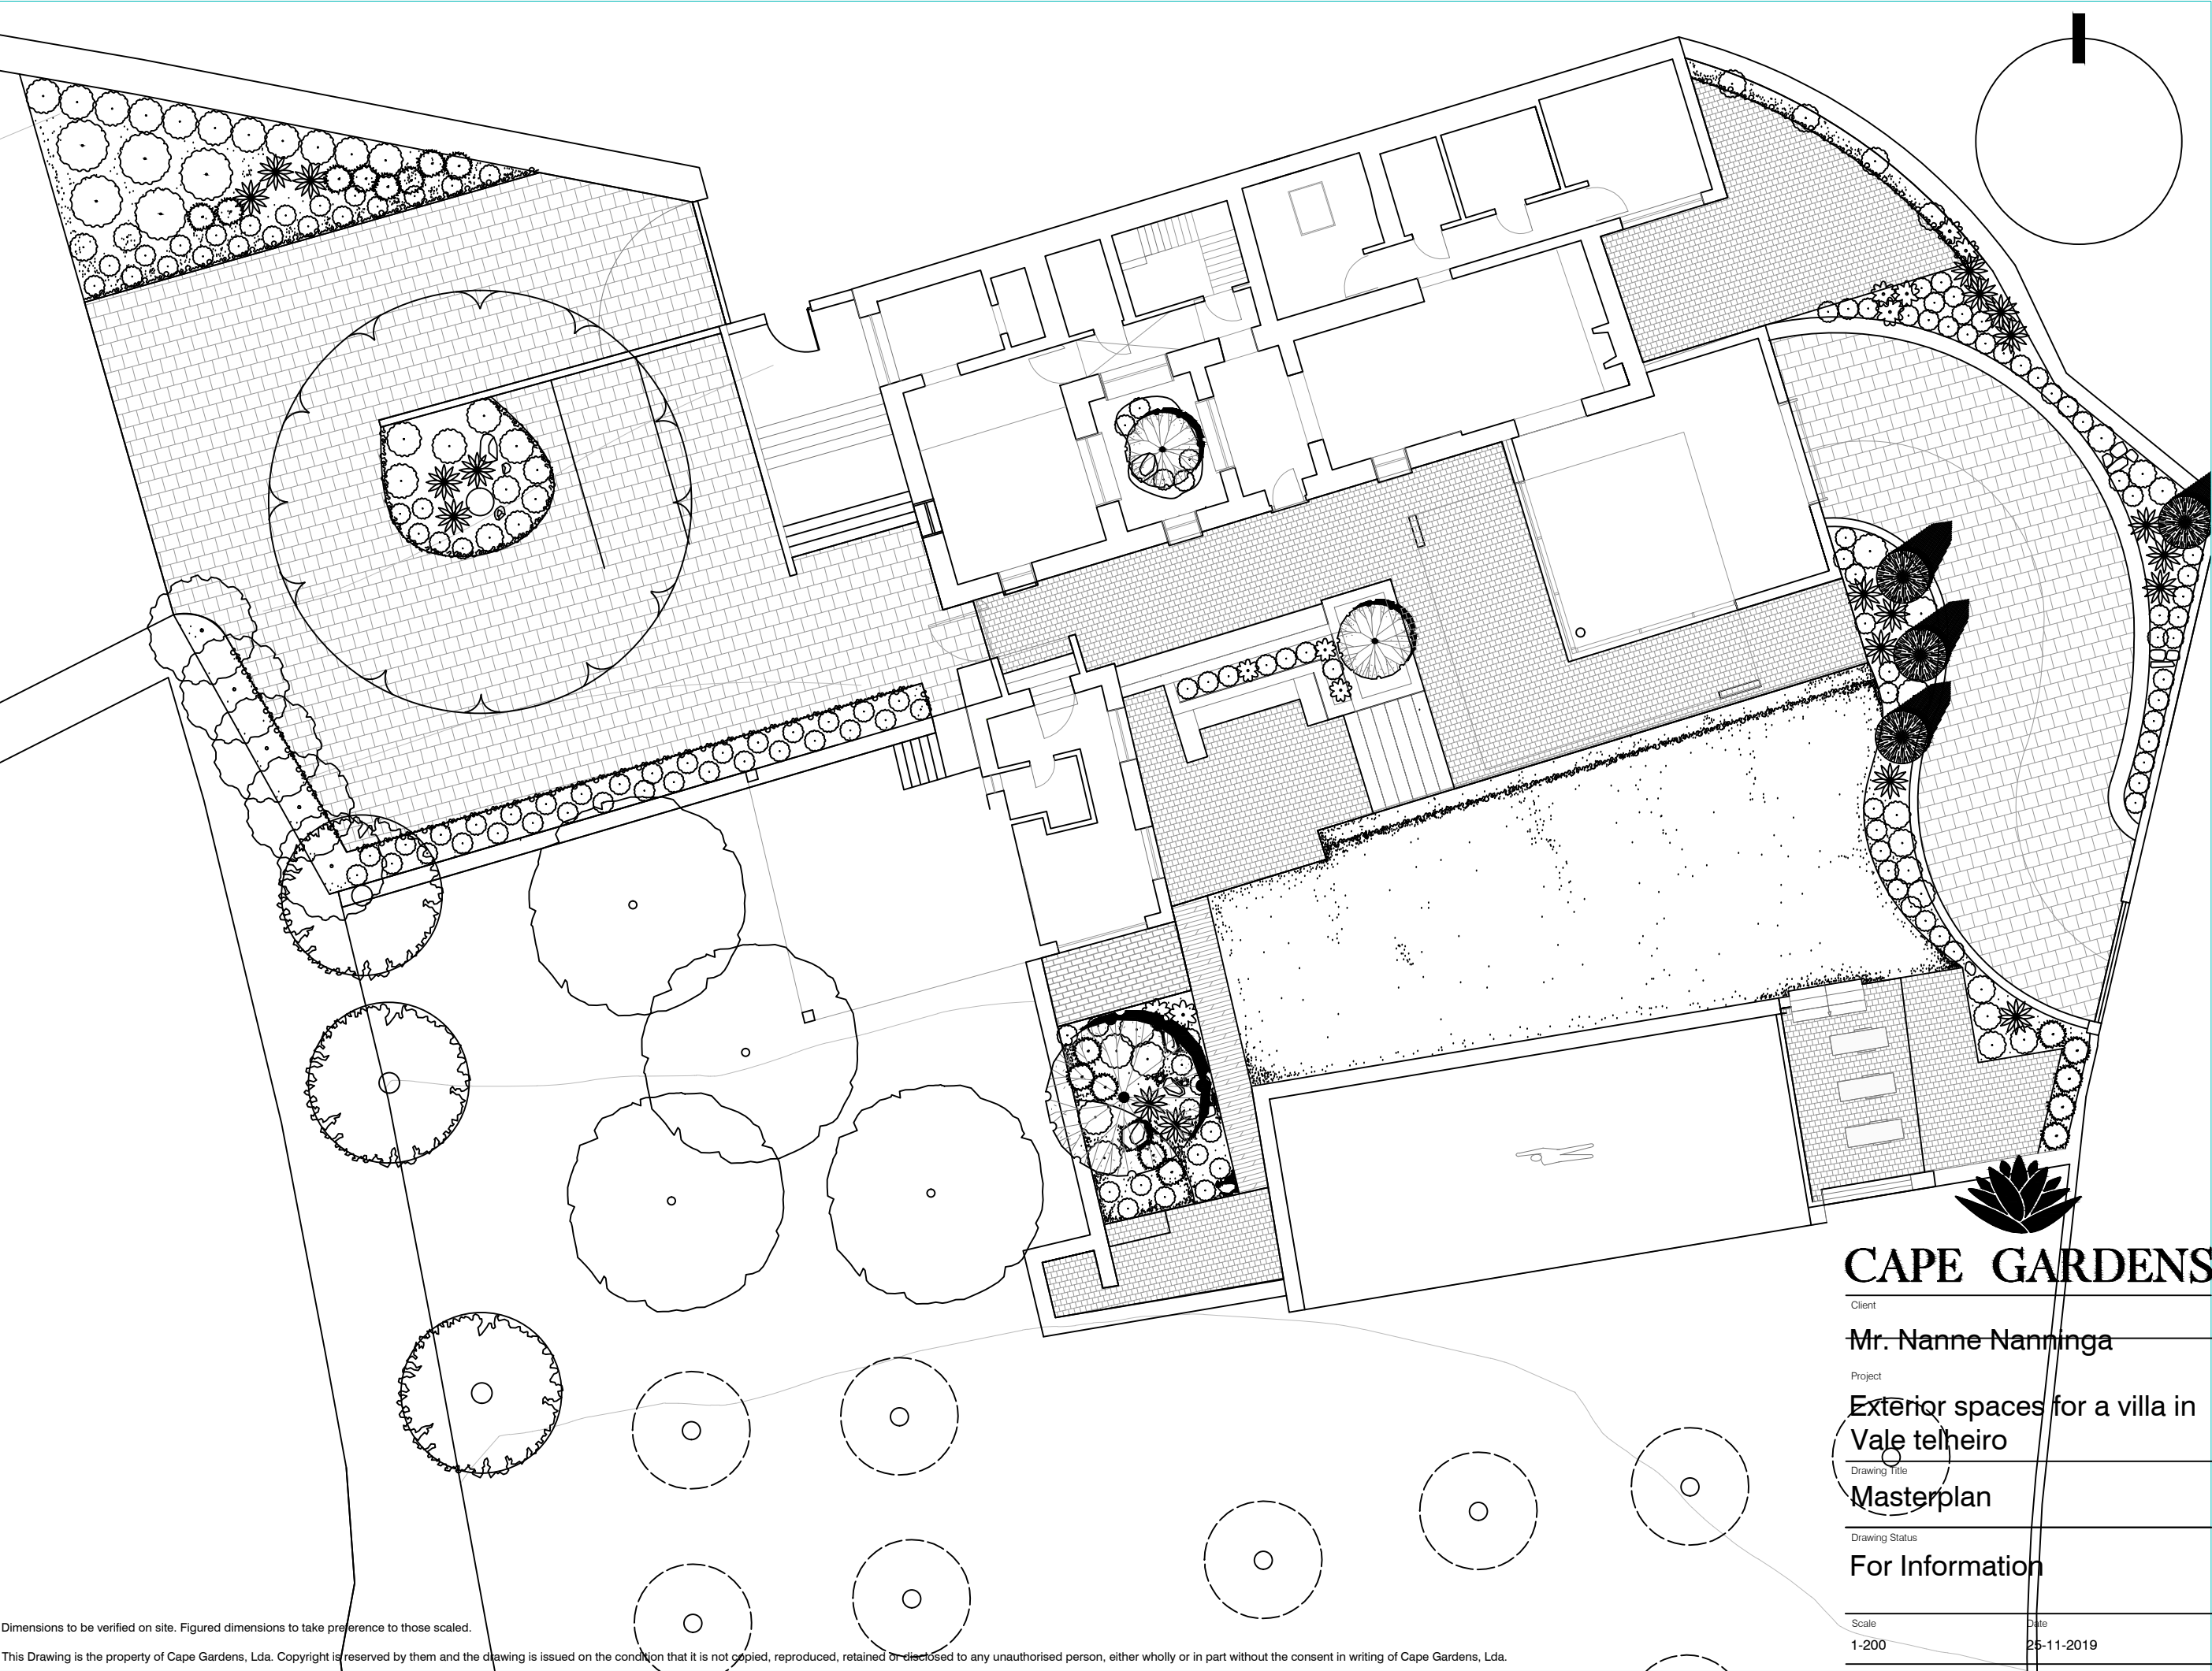 CAPE GARDENS
Client
Mr. Nanne Nanninga
Project
Exterior spaces for a villa in
Vale telheiro
Drawing Title
Masterplan
Drawing Status
For Information
Scale
Date
1-200
25-11-2019
Dimensions to be verified on site. Figured dimensions to take preference to those scaled.
This Drawing is the property of Cape Gardens, Lda. Copyright is reserved by them and the drawing is issued on the condition that it is not copied, reproduced, retained or disclosed to any unauthorised person, either wholly or in part without the consent in writing of Cape Gardens, Lda.